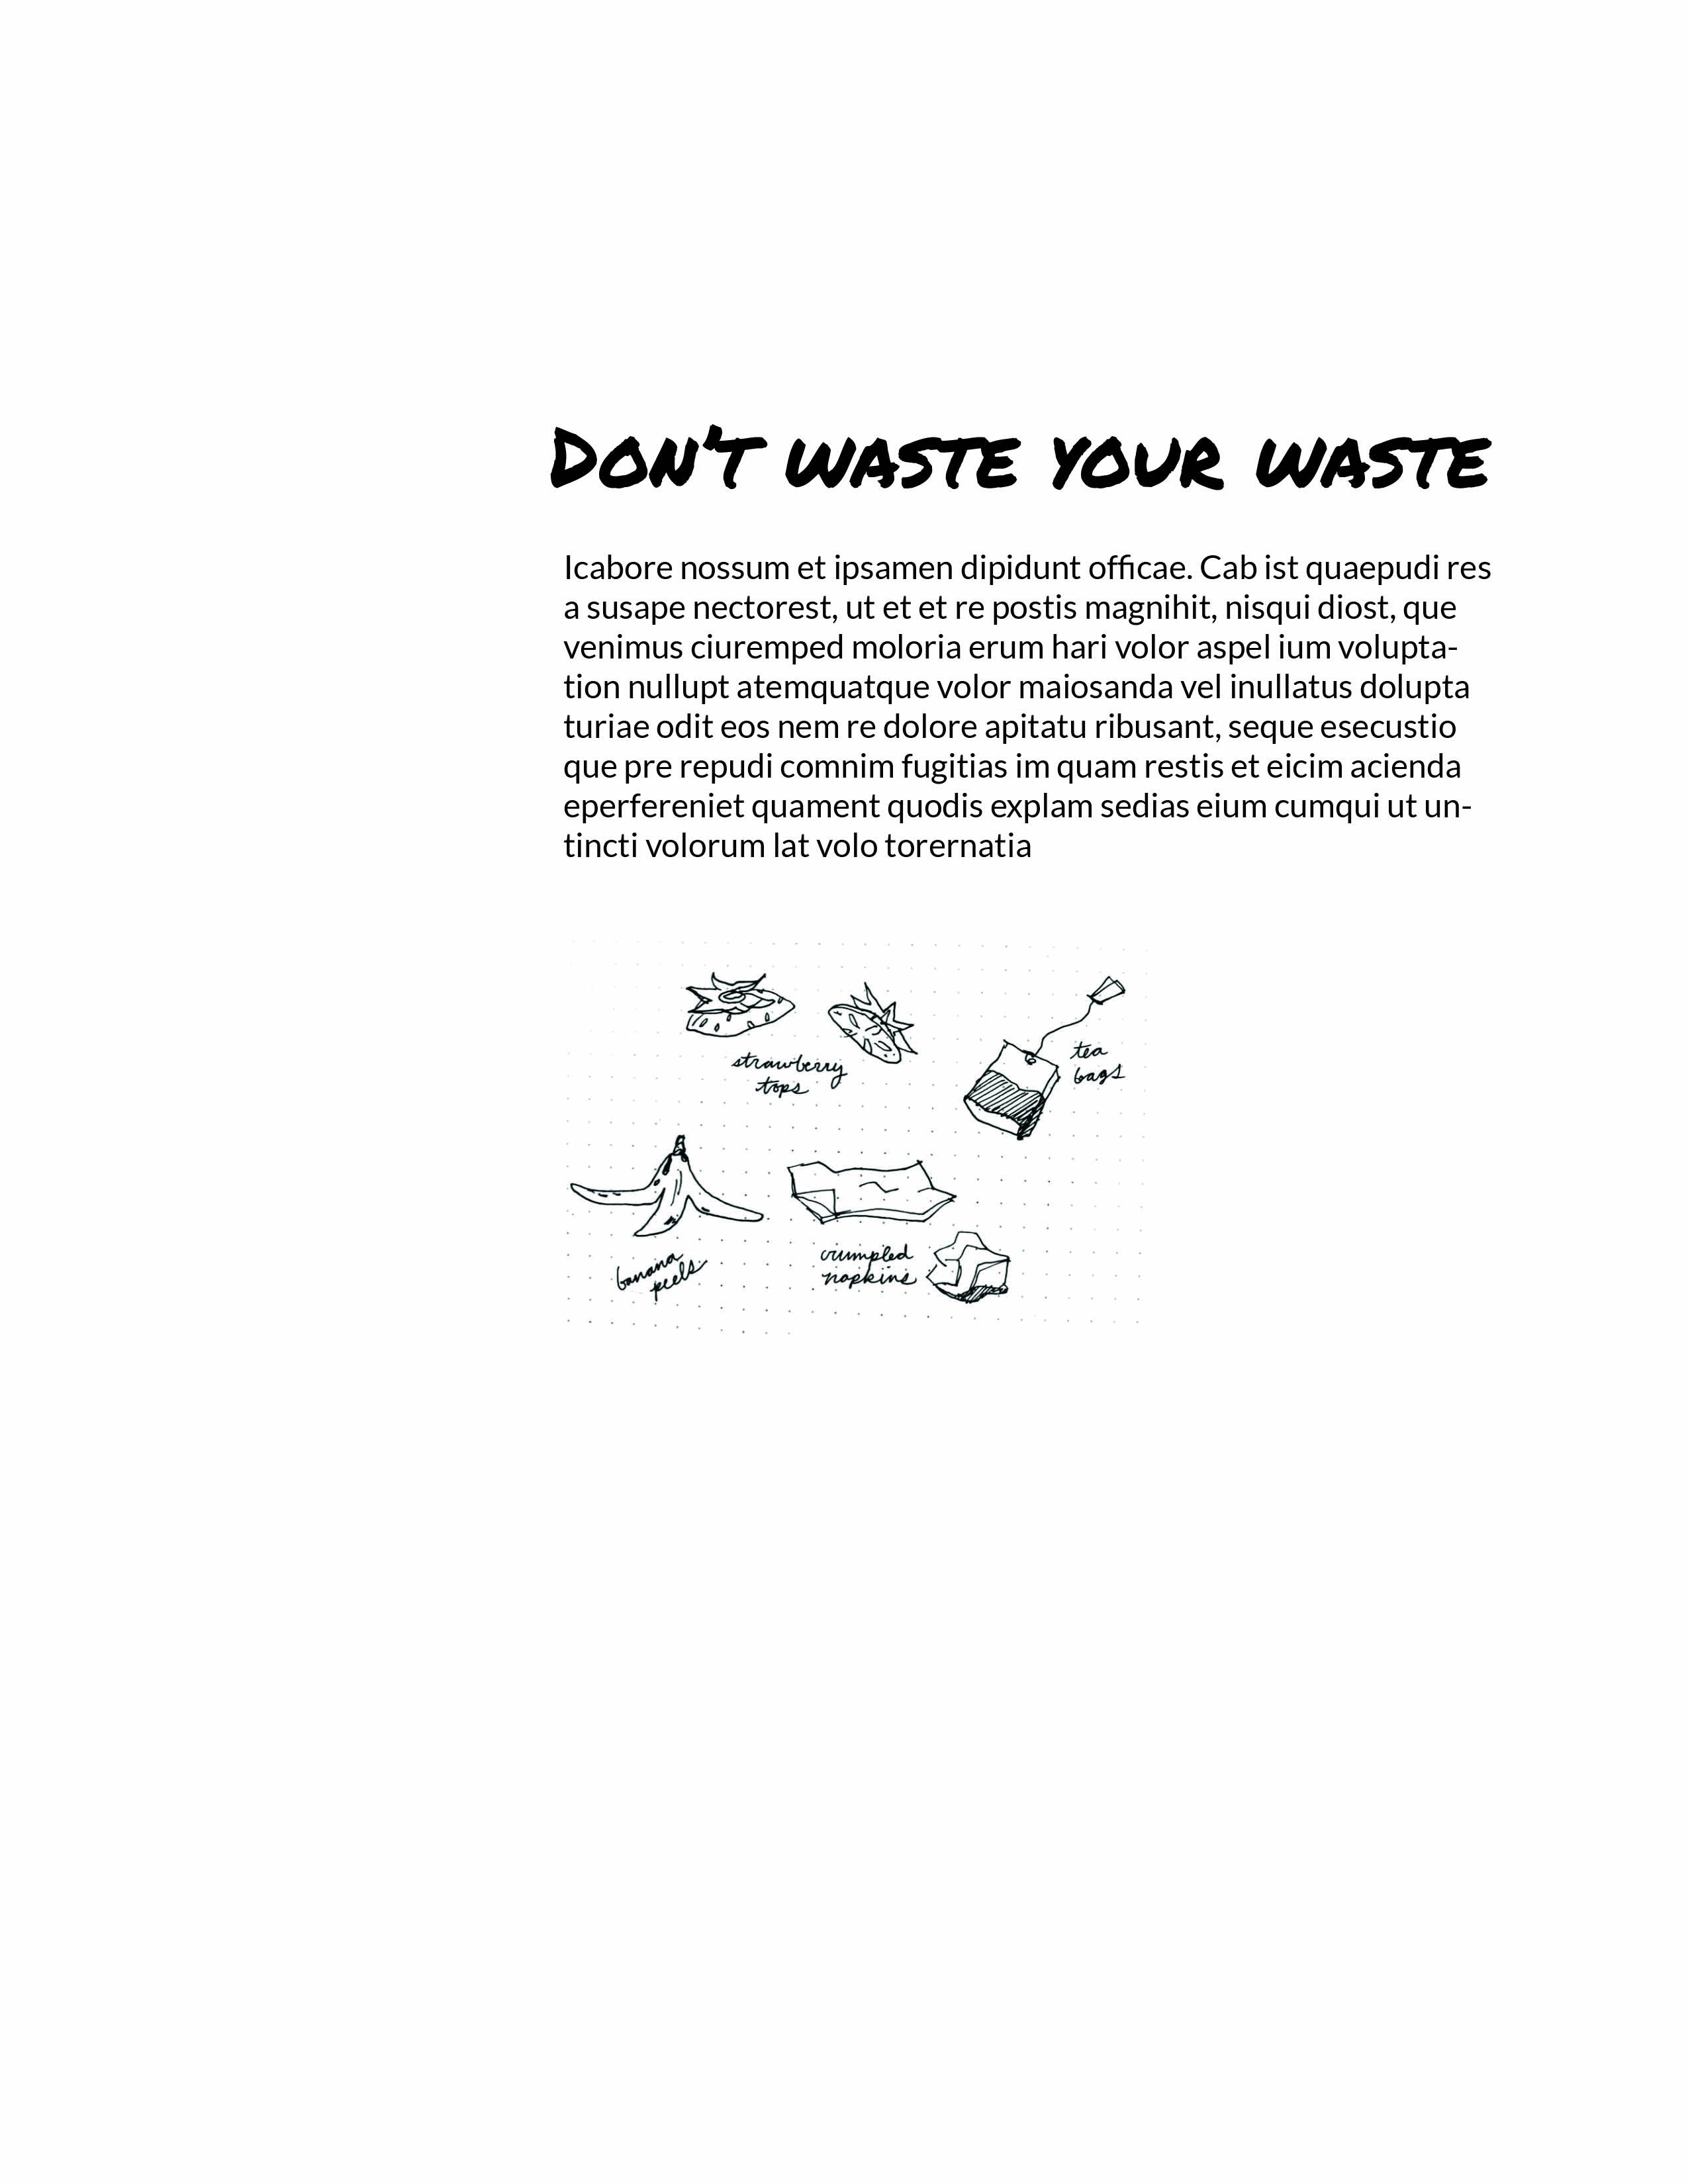 DON'T WASTE YOUR WASTE
Icabore nossum et ipsamen dipidunt officae. Cab ist quaepudi res
a susape nectorest, ut et et re postis magnihit, nisqui diost, que
venimus ciuremped moloria erum hari volor aspel ium volupta-
tion nullupt atemquatque volor maiosanda vel inullatus dolupta
turiae odit eos nem re dolore apitatu ribusant, seque esecustio
que pre repudi comnim fugitias im quam restis et eicim acienda
eperfereniet quament quodis explam sedias eium cumqui ut un-
tincti volorum lat volo torernatia
strawberry
tops
tea
bags
banana
peels
crumpled
napkins